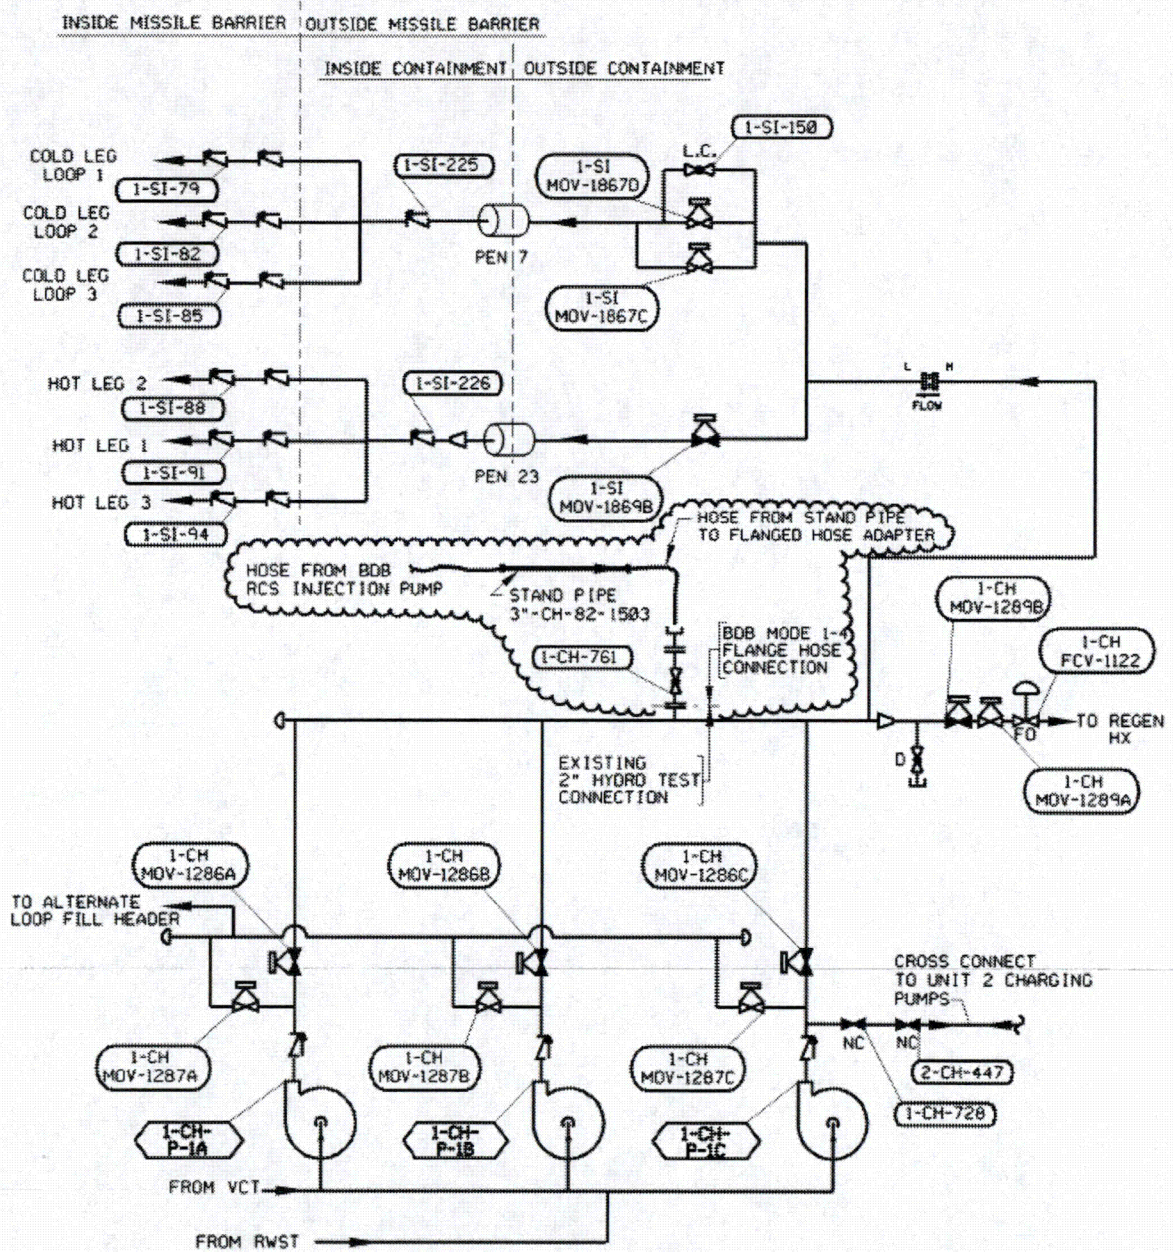 INSIDE MISSILE BARRIER
OUTSIDE MISSILE BARRIER
INSIDE CONTAINMENT
OUTSIDE CONTAINMENT
1-SI-150
L.C.
COLD LEG
LOOP 1
1-SI-79
1-SI-225
1-SI
MOV-1867D
COLD LEG
LOOP 2
1-SI-82
PEN 7
COLD LEG
LOOP 3
1-SI-85
1-SI
MOV-1867C
HOT LEG 2
1-SI-88
1-SI-226
L
H
FLOW
HOT LEG 1
1-SI-91
PEN 23
1-SI
MOV-1869B
HOT LEG 3
1-SI-94
HOSE FROM STAND PIPE
TO FLANGED HOSE ADAPTER
HOSE FROM BDB
RCS INJECTION PUMP
STAND PIPE
3"-CH-82-1503
1-CH
MOV-1289B
BDB MODE 1-4
FLANGE HOSE
CONNECTION
1-CH-761
1-CH
FCV-1122
FO
TO REGEN
HX
D
EXISTING
2" HYDRO TEST
CONNECTION
1-CH
MOV-1289A
1-CH
MOV-1286A
1-CH
MOV-1286B
1-CH
MOV-1286C
TO ALTERNATE
LOOP FILL HEADER
CROSS CONNECT
TO UNIT 2 CHARGING
PUMPS
NC
NC
1-CH
MOV-1287A
1-CH
MOV-1287B
1-CH
MOV-1287C
2-CH-447
1-CH-728
1-CH-
P-1A
1-CH-
P-1B
1-CH-
P-1C
FROM VCT
FROM RWST